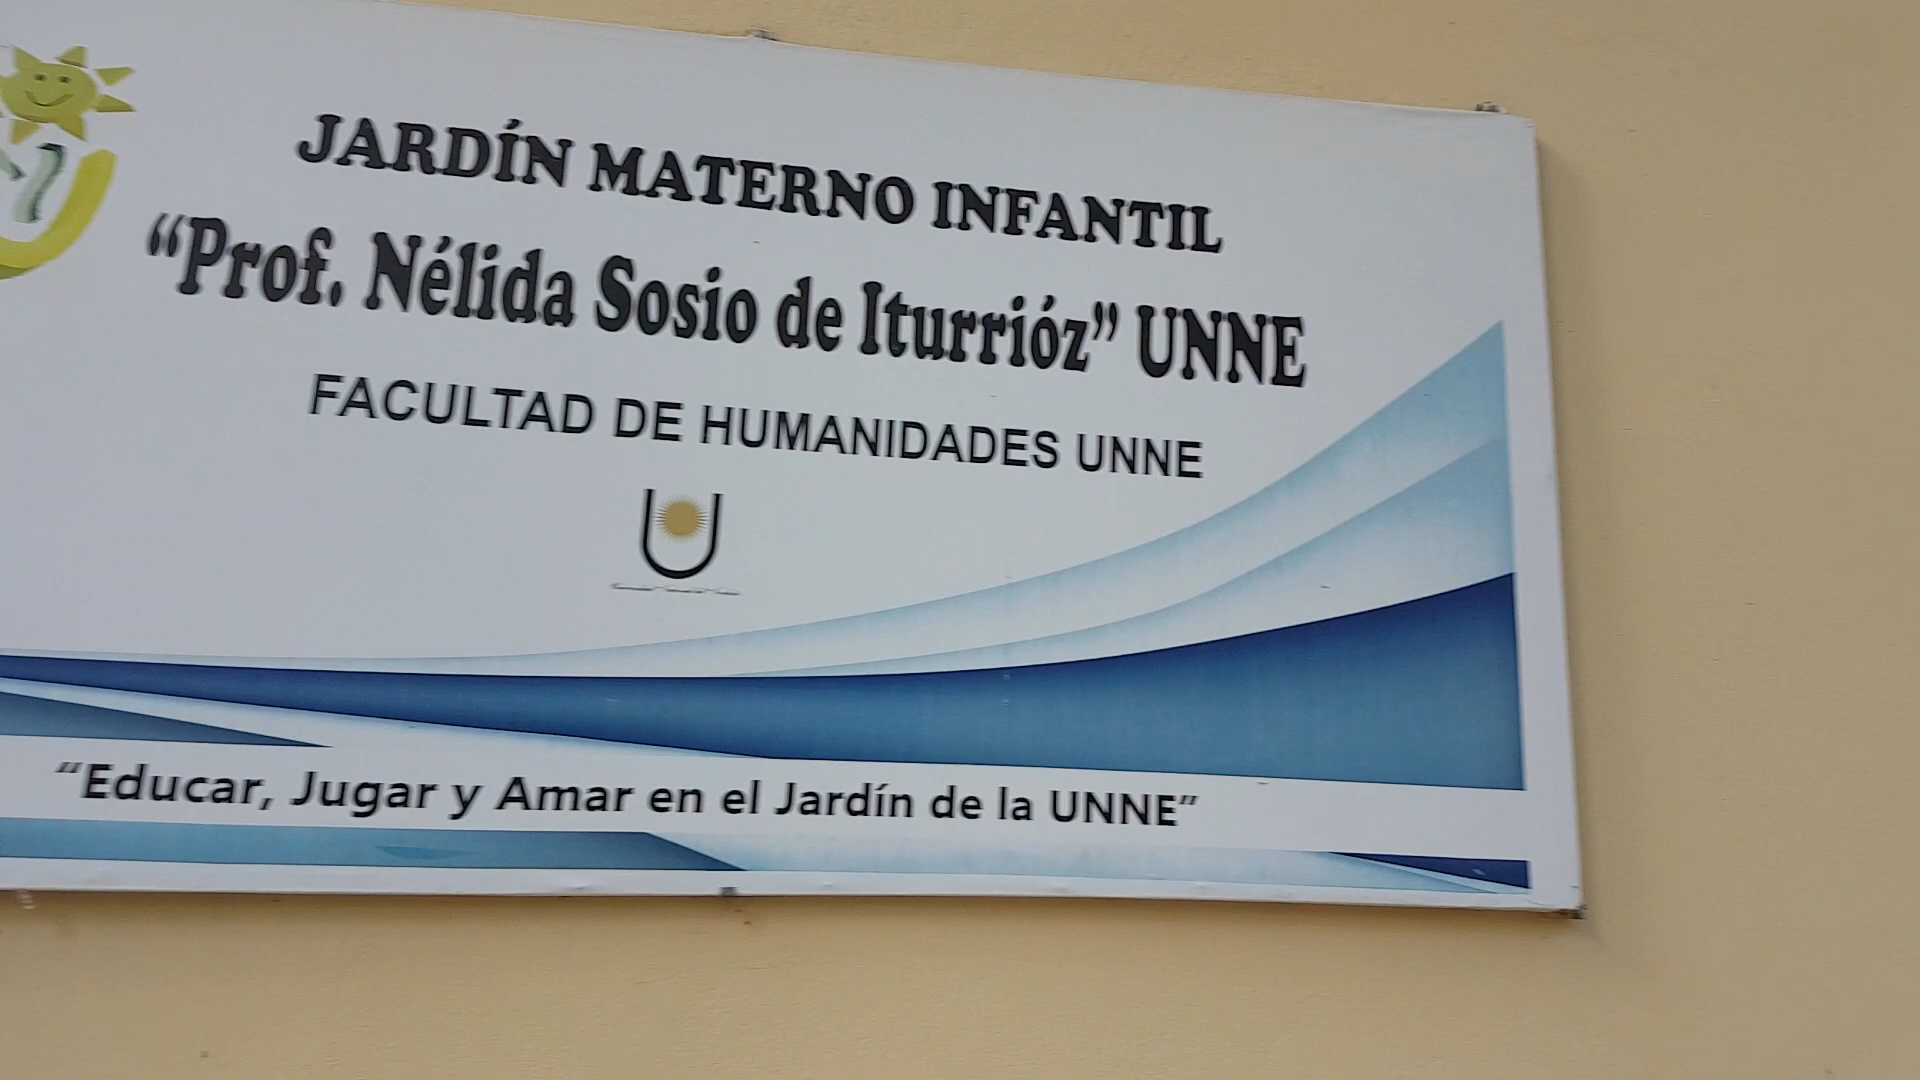 JARDÍN MATERNO INFANTIL
“Prof. Nélida Sosio de Iturrióz” UNNE
FACULTAD DE HUMANIDADES UNNE
“Educar, Jugar y Amar en el Jardín de la UNNE”